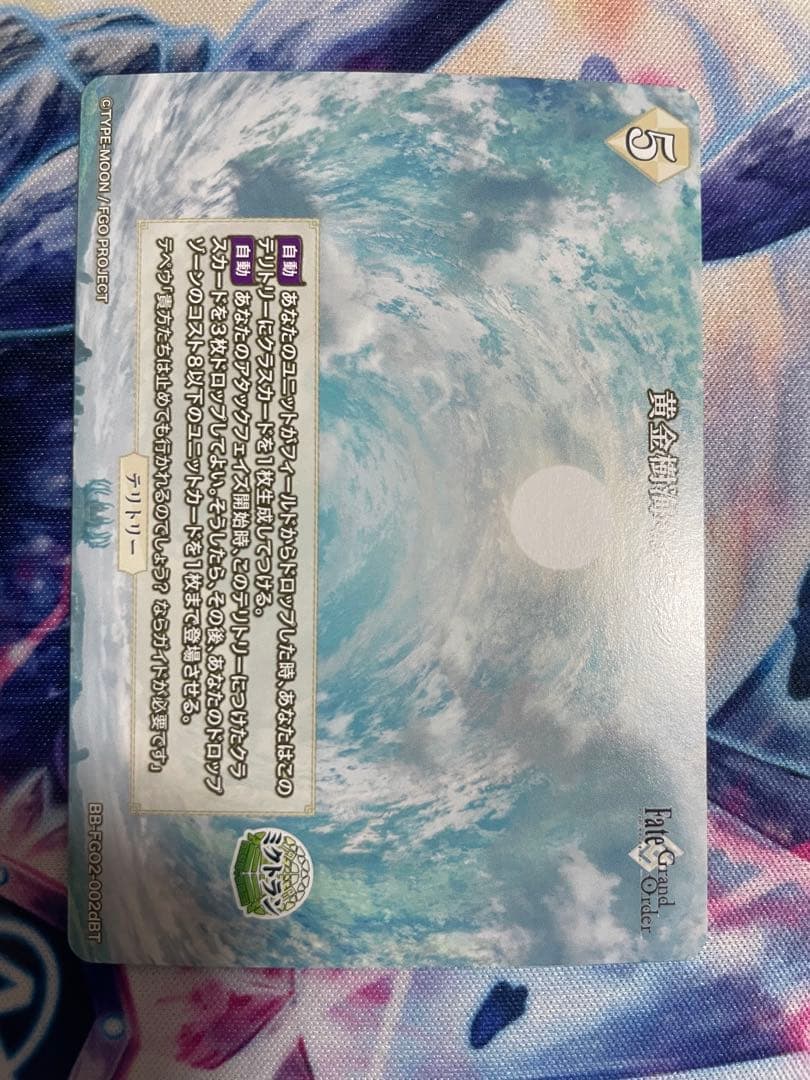 5
黄金樹海
Fate
Grand
Order
自動 あなたのユニットがフィールドからドロップした時、あなたはこの
テリトリーにクラスカードを1枚生成してつける。
自動 あなたのアタックフェイズ開始時、このテリトリーにつけたクラ
スカードを3枚ドロップしてよい。そうしたら、その後、あなたのドロップ
ゾーンのコスト8以下のユニットカードを1枚まで登場させる。
テペウ「貴方たちは止めても行かれるのでしょう? ならガイドが必要です」
テリトリー
ミクトラン
©TYPE-MOON / FGO PROJECT
BB-FGO2-002dBT